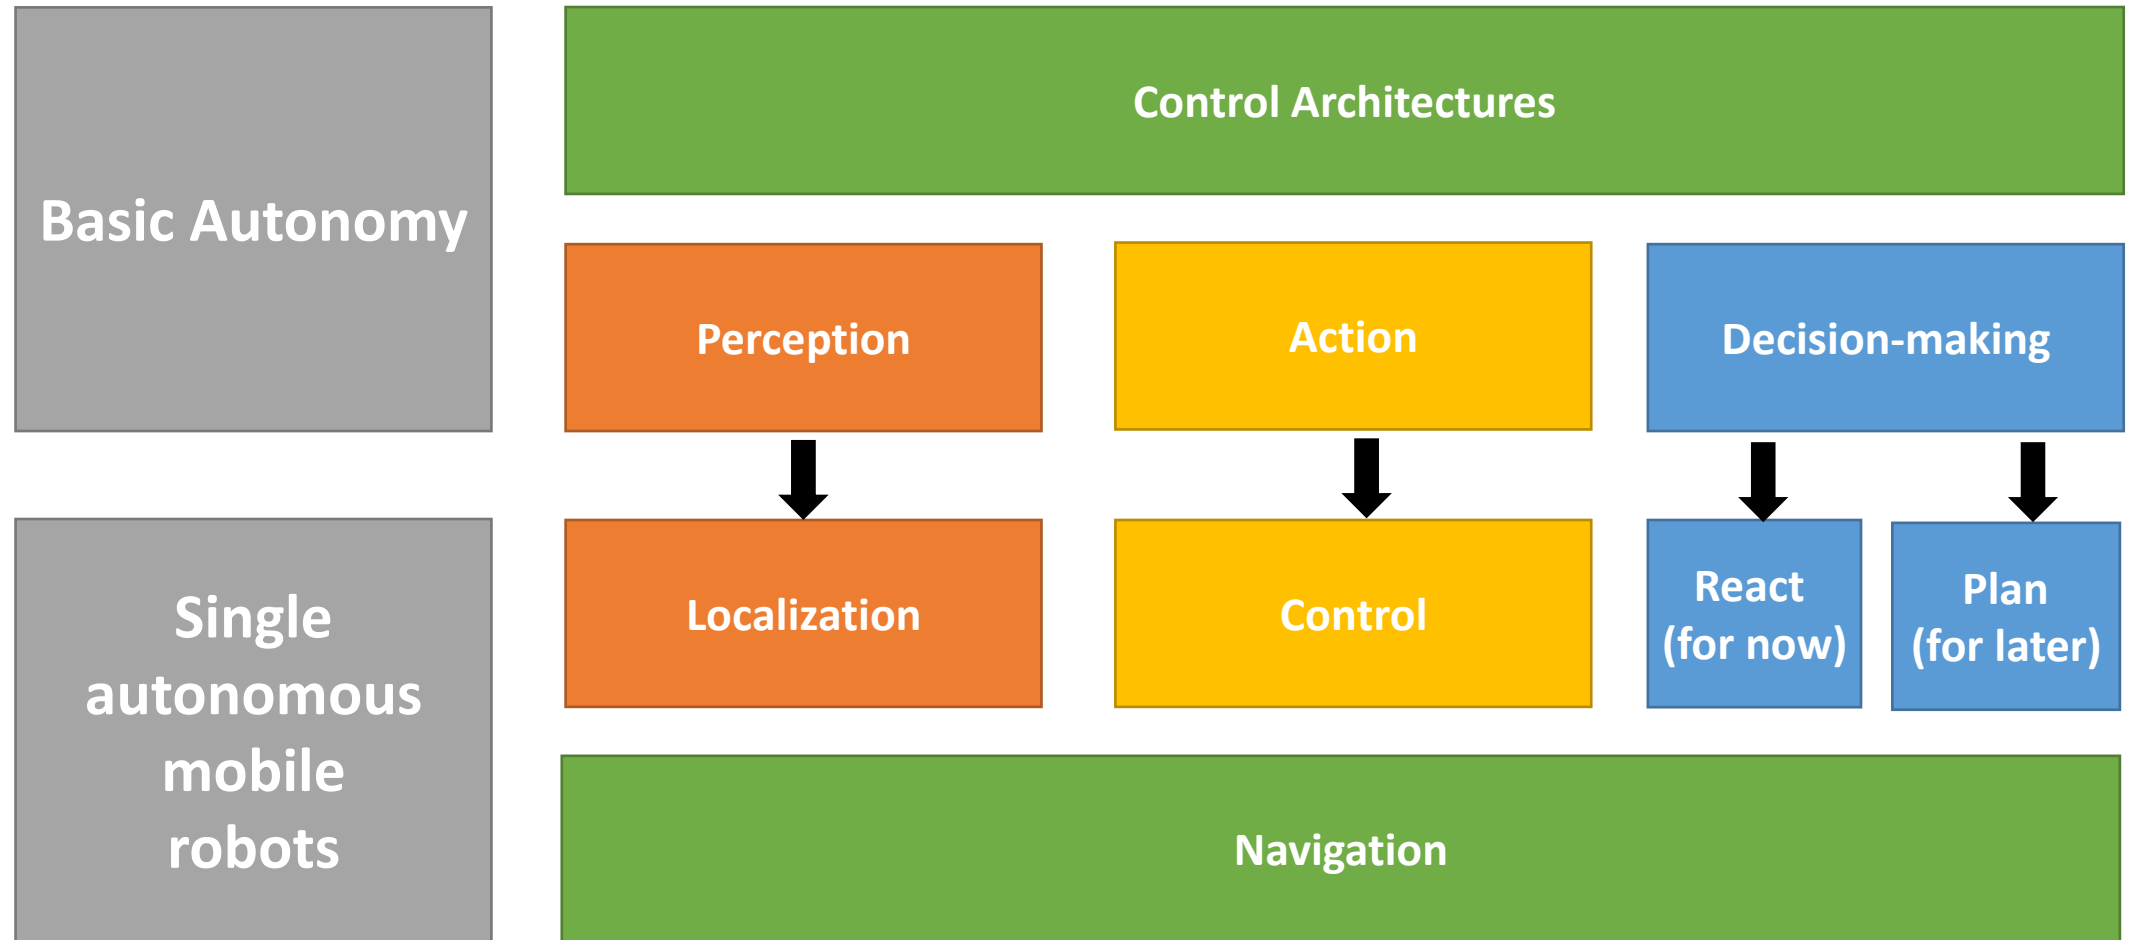 Basic Autonomy
Control Architectures
Perception
Action
Decision-making
Single
autonomous
mobile
robots
Localization
Control
React
(for now)
Plan
(for later)
Navigation